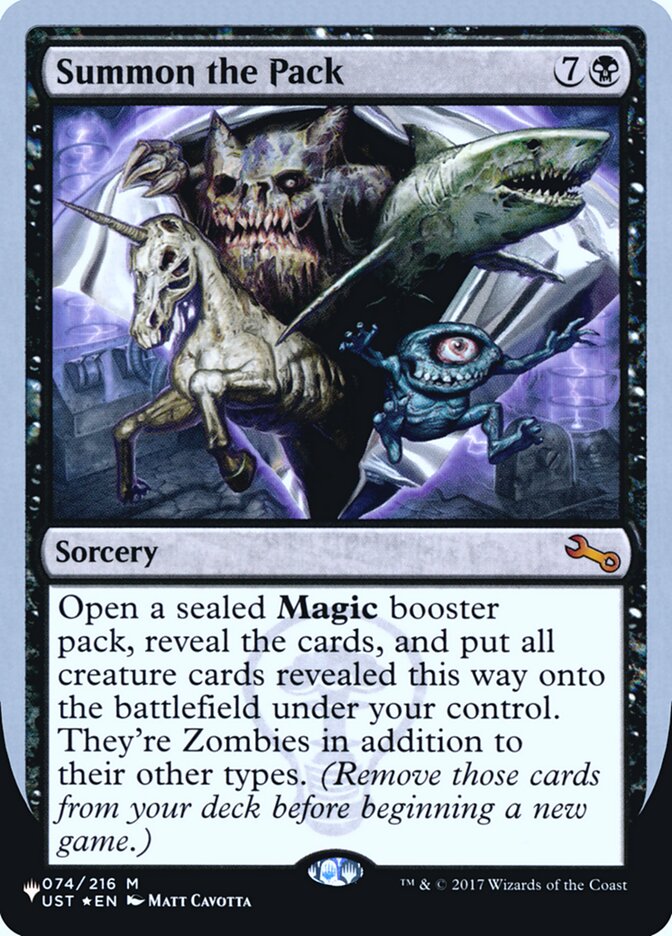 Summon the Pack 7
Sorcery
Open a sealed Magic booster
pack, reveal the cards, and put all
creature cards revealed this way onto
the battlefield under your control.
They're Zombies in addition to
their other types. (Remove those cards
from your deck before beginning a new
game.)
074/216 M
UST ★ EN Matt Cavotta
™ & © 2017 Wizards of the Coast